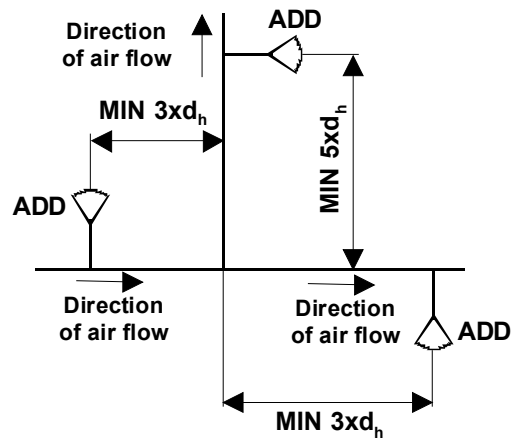 Direction
of air flow
ADD
MIN 3xdh
MIN 5xdh
ADD
Direction
of air flow
Direction
of air flow
ADD
MIN 3xdh